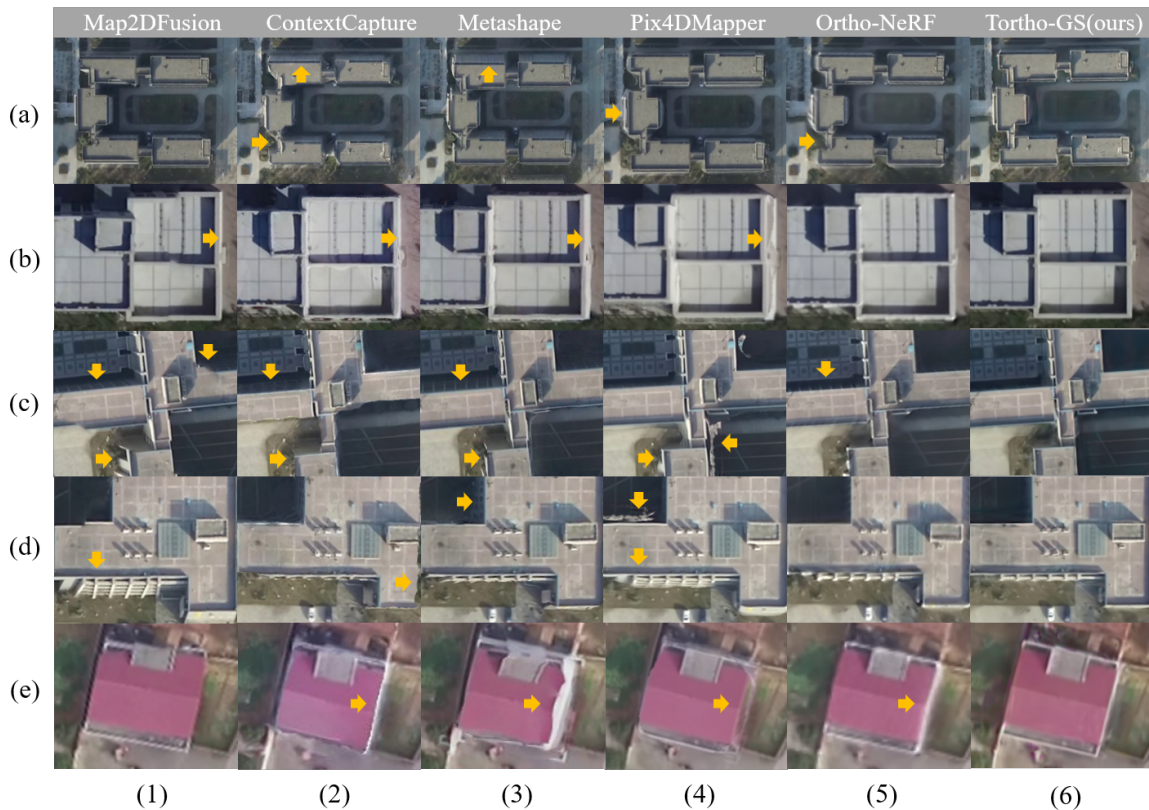 Map2DFusion ContextCapture Metashape Pix4DMapper Ortho-NeRF Tortho-GS(ours)
(a)
(b)
(c)
(d)
(e)
(1) (2) (3) (4) (5) (6)